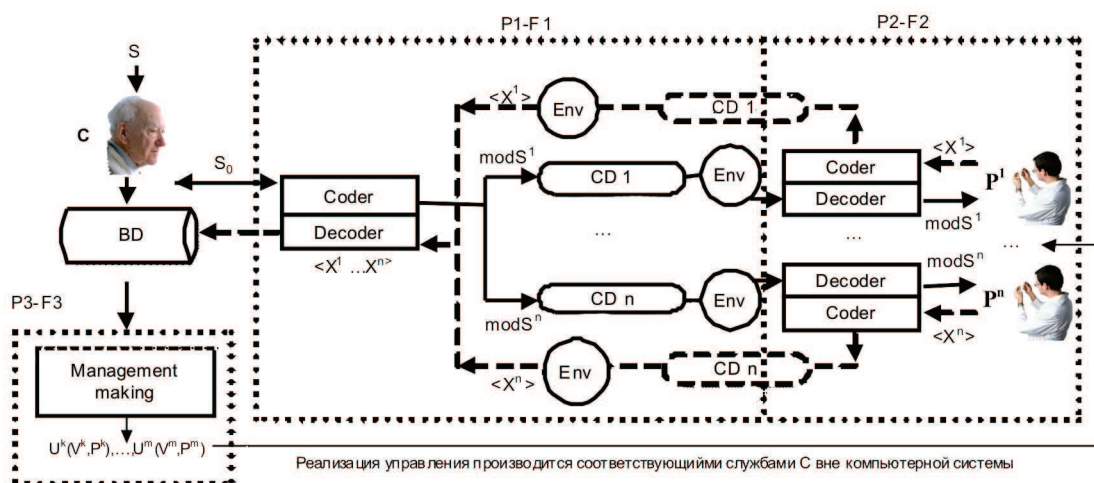 P1-F1
P2-F2
S
C
S₀
BD
Coder
Decoder
<X¹ ...Xⁿ>
<X¹>
Env
CD 1
modS¹
CD 1
Env
...
CD n
Env
modSⁿ
<Xⁿ>
Env
CD n
Coder
Decoder
<X¹>
P¹
modS¹
...
...
Decoder
Coder
modSⁿ
Pⁿ
<Xⁿ>
P3-F3
Management
making
Uᵏ(Vᵏ,Pᵏ),...,Uᵐ(Vᵐ,Pᵐ)
Реализация управления производится соответствующийми службами С вне компьютерной системы